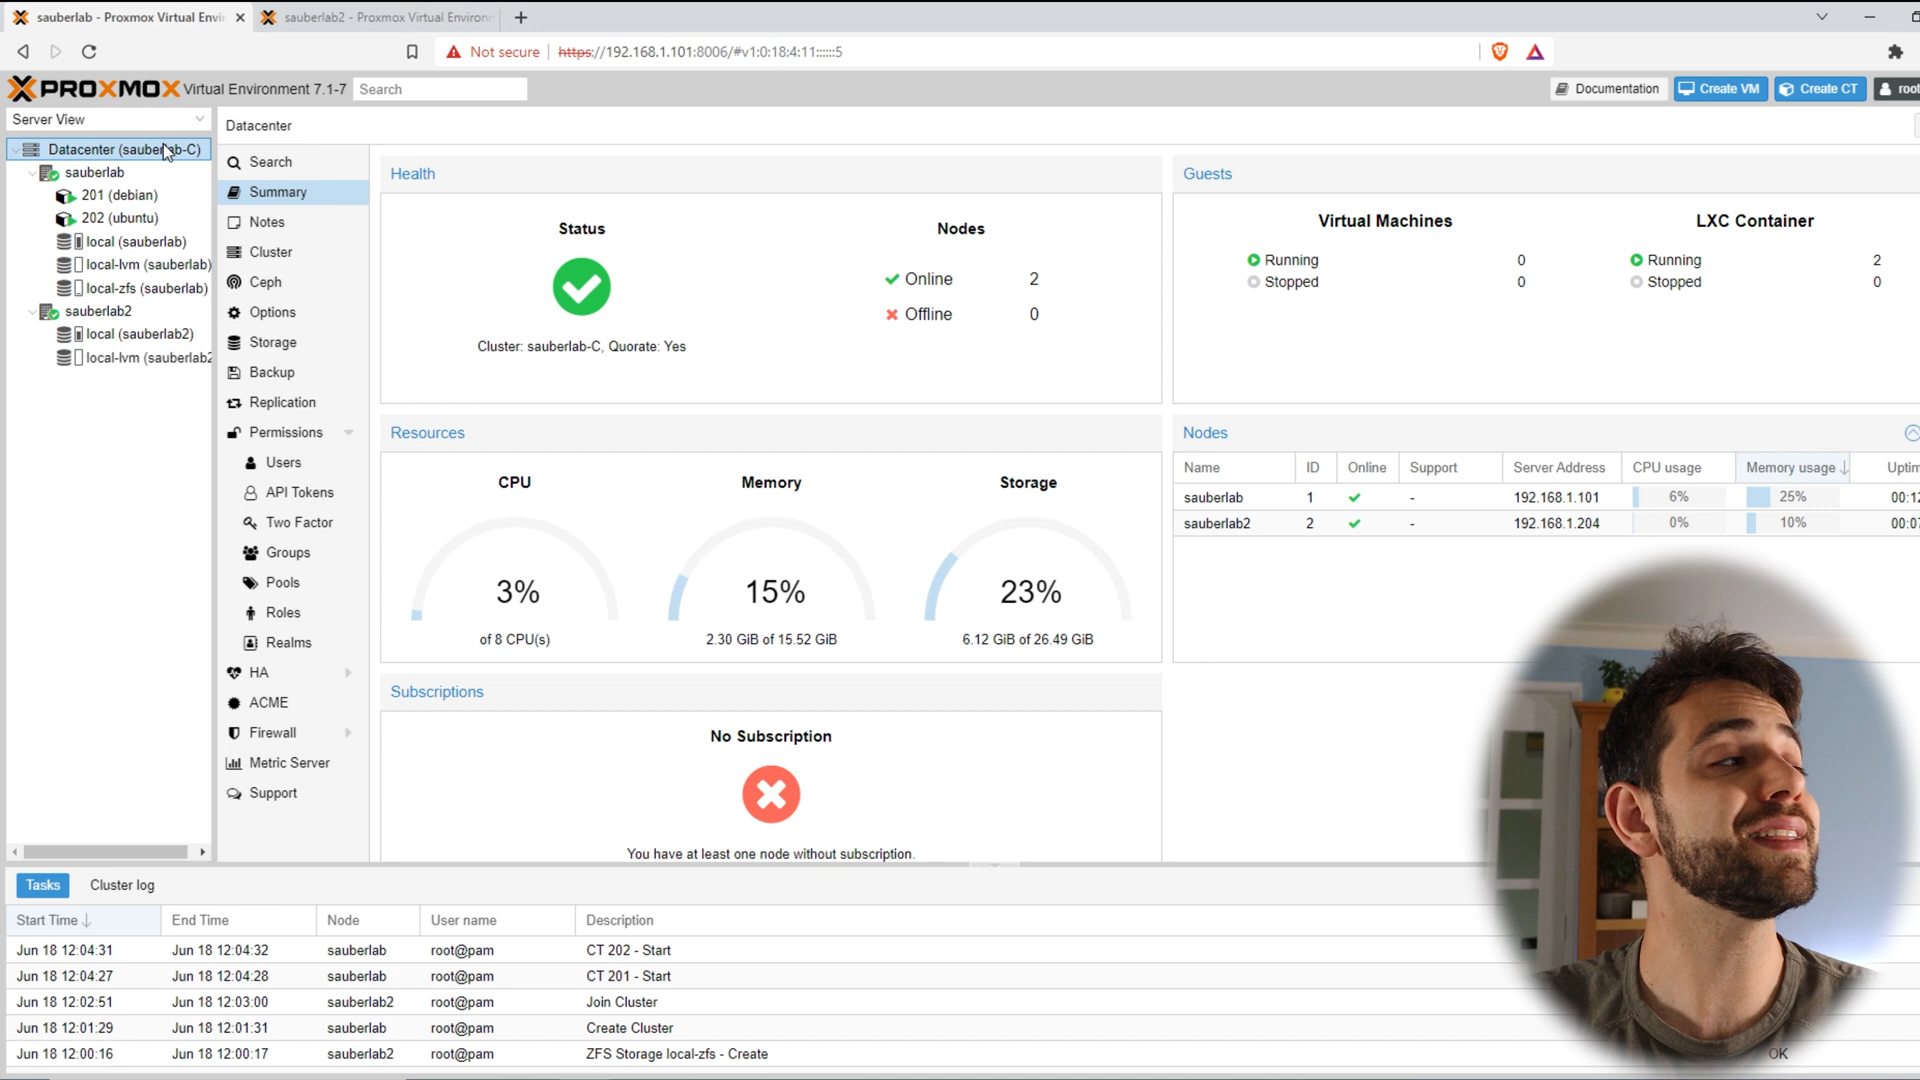 sauberlab - Proxmox Virtual Envi
sauberlab2 - Proxmox Virtual Environ
Not secure
https://192.168.1.101:8006/#v1:0:18:4:11::::::5
PROXMOX Virtual Environment 7.1-7
Search
Documentation
Create VM
Create CT
root
Server View
Datacenter (sauberlab-C)
sauberlab
201 (debian)
202 (ubuntu)
local (sauberlab)
local-lvm (sauberlab)
local-zfs (sauberlab)
sauberlab2
local (sauberlab2)
local-lvm (sauberlab2
Datacenter
Search
Summary
Notes
Cluster
Ceph
Options
Storage
Backup
Replication
Permissions
Users
API Tokens
Two Factor
Groups
Pools
Roles
Realms
HA
ACME
Firewall
Metric Server
Support
Health
Status
Cluster: sauberlab-C, Quorate: Yes
Nodes
Online 2
Offline 0
Guests
Virtual Machines
Running 0
Stopped 0
LXC Container
Running 2
Stopped 0
Resources
CPU
3%
of 8 CPU(s)
Memory
15%
2.30 GiB of 15.52 GiB
Storage
23%
6.12 GiB of 26.49 GiB
Nodes
Name ID Online Support Server Address CPU usage Memory usage Uptim
sauberlab 1 - 192.168.1.101 6% 25% 00:12
sauberlab2 2 - 192.168.1.204 0% 10% 00:07
Subscriptions
No Subscription
You have at least one node without subscription.
Tasks
Cluster log
Start Time End Time Node User name Description
Jun 18 12:04:31 Jun 18 12:04:32 sauberlab root@pam CT 202 - Start
Jun 18 12:04:27 Jun 18 12:04:28 sauberlab root@pam CT 201 - Start
Jun 18 12:02:51 Jun 18 12:03:00 sauberlab2 root@pam Join Cluster
Jun 18 12:01:29 Jun 18 12:01:31 sauberlab root@pam Create Cluster
Jun 18 12:00:16 Jun 18 12:00:17 sauberlab2 root@pam ZFS Storage local-zfs - Create OK